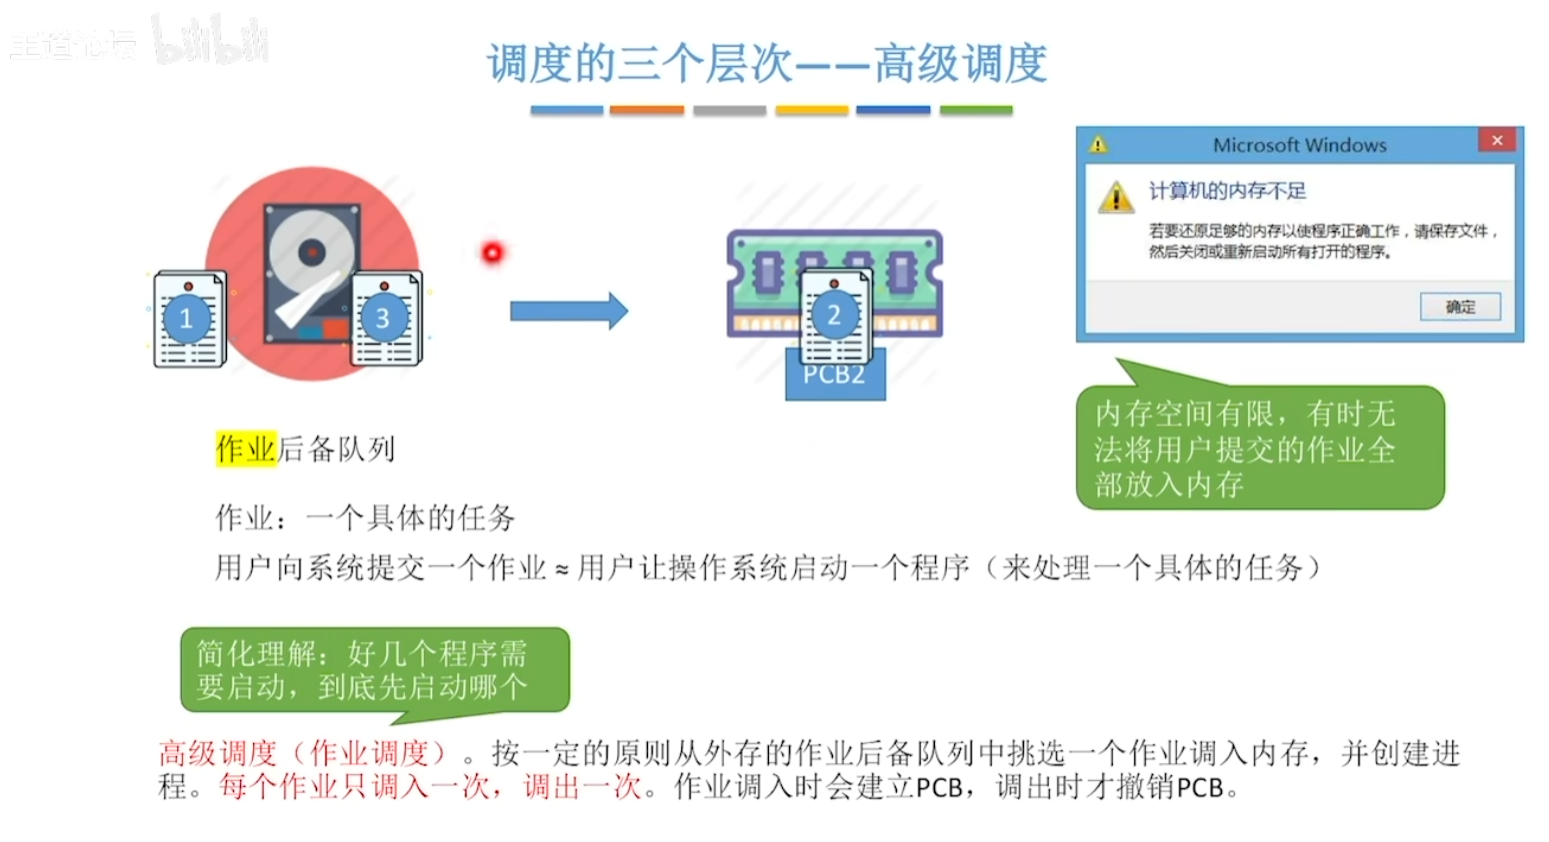 王道论坛 bilibili
调度的三个层次——高级调度
Microsoft Windows
计算机的内存不足
若要还原足够的内存以使程序正确工作，请保存文件，
然后关闭或重新启动所有打开的程序。
确定
1
3
2
PCB2
内存空间有限，有时无
法将用户提交的作业全
部放入内存
作业后备队列
作业：一个具体的任务
用户向系统提交一个作业 ≈ 用户让操作系统启动一个程序（来处理一个具体的任务）
简化理解：好几个程序需
要启动，到底先启动哪个
高级调度（作业调度）。按一定的原则从外存的作业后备队列中挑选一个作业调入内存，并创建进
程。每个作业只调入一次，调出一次。作业调入时会建立PCB，调出时才撤销PCB。